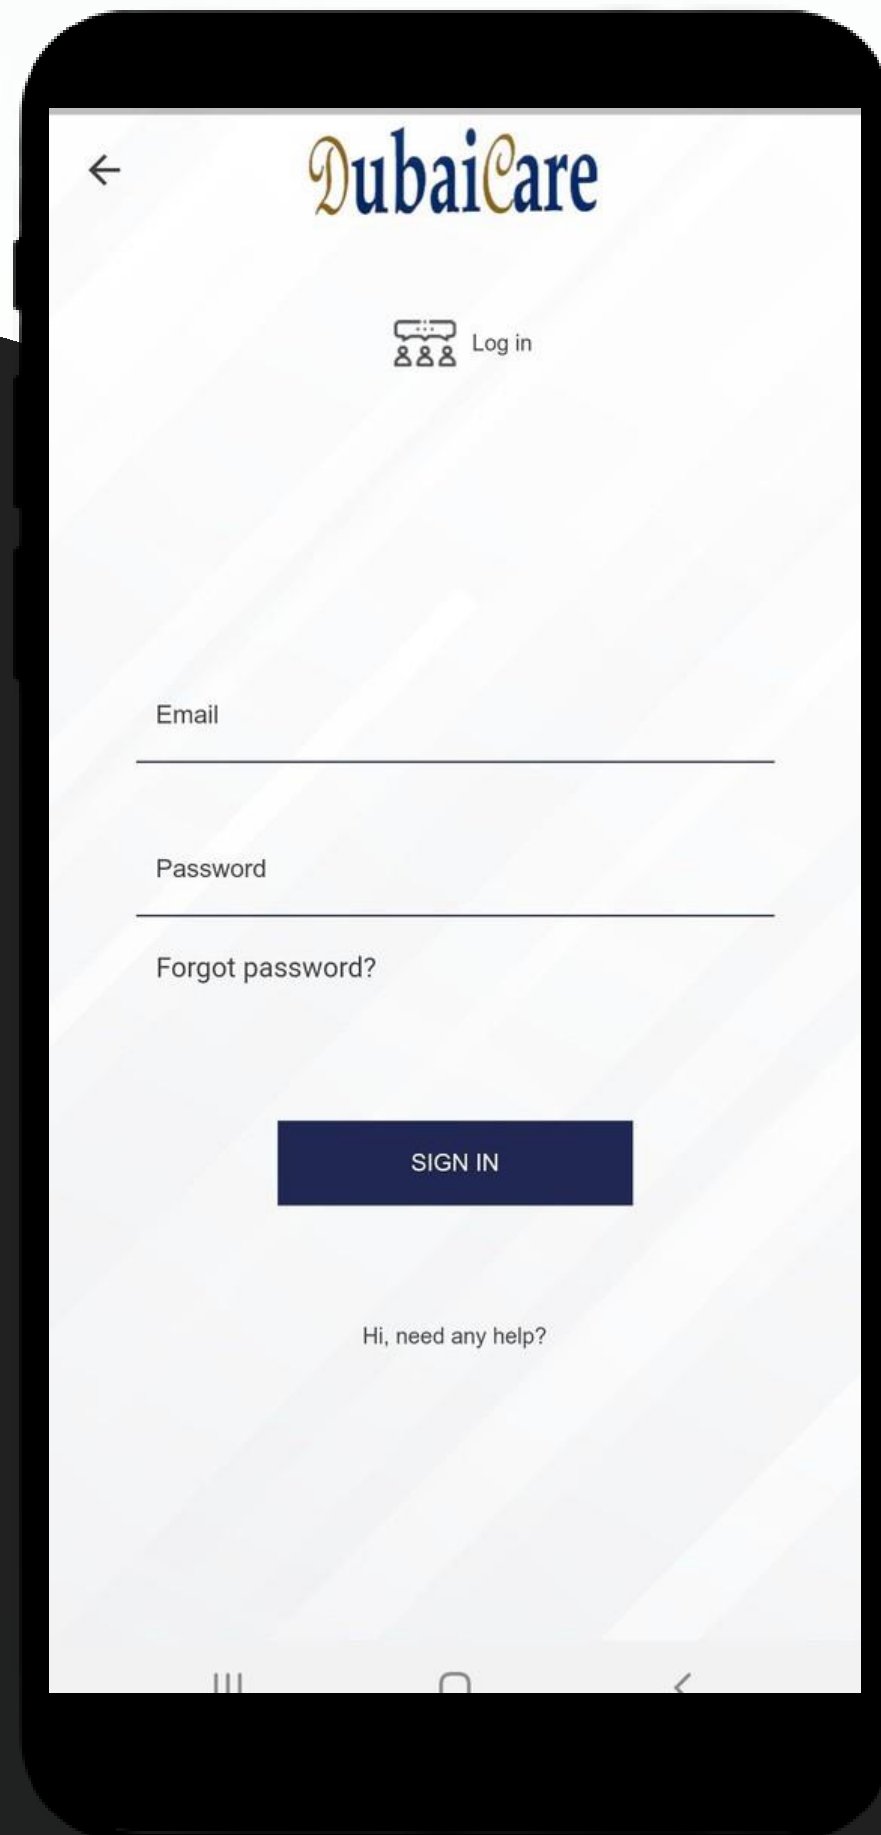 DubaiCare
Log in
Email
Password
Forgot password?
SIGN IN
Hi, need any help?